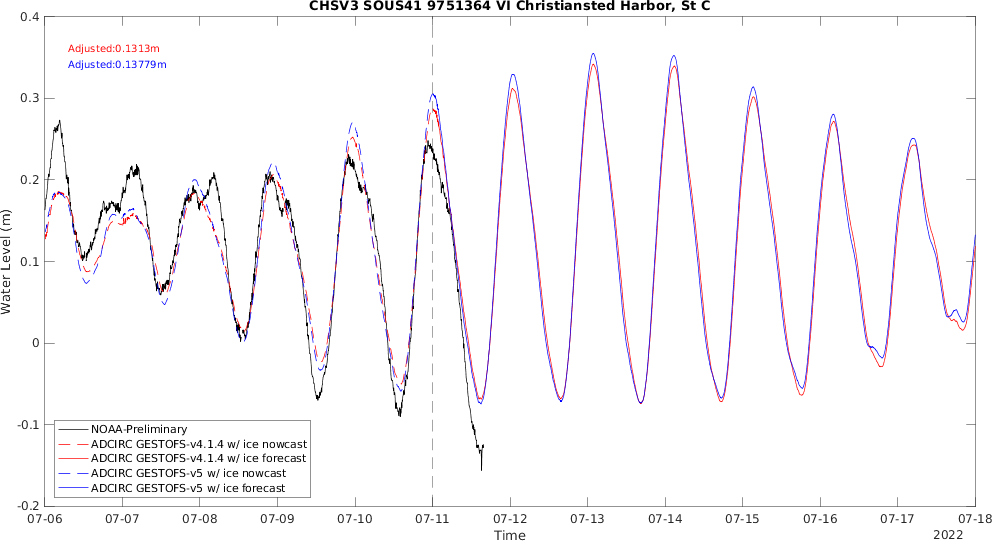 CHSV3 SOUS41 9751364 VI Christiansted Harbor, St C
0.4
Adjusted:0.1313m
Adjusted:0.13779m
0.3
0.2
0.1
0
-0.1
-0.2
Water Level (m)
NOAA-Preliminary
ADCIRC GESTOFS-v4.1.4 w/ ice nowcast
ADCIRC GESTOFS-v4.1.4 w/ ice forecast
ADCIRC GESTOFS-v5 w/ ice nowcast
ADCIRC GESTOFS-v5 w/ ice forecast
07-06 07-07 07-08 07-09 07-10 07-11 07-12 07-13 07-14 07-15 07-16 07-17 07-18
Time
2022